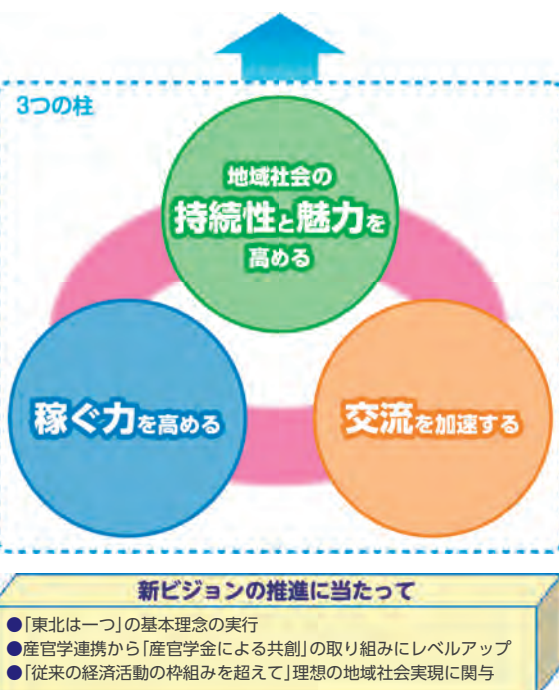 3つの柱
地域社会の
持続性と魅力を
高める
稼ぐ力を高める
交流を加速する
新ビジョンの推進に当たって
●「東北は一つ」の基本理念の実行
●産官学連携から「産官学金による共創」の取り組みにレベルアップ
●「従来の経済活動の枠組みを超えて」理想の地域社会実現に関与